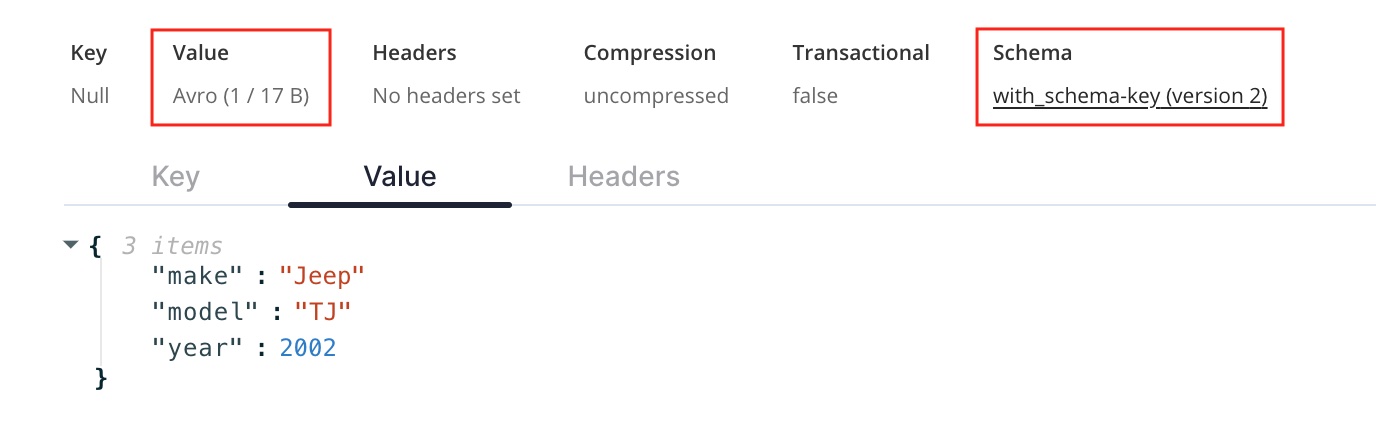 Key Value Headers Compression Transactional Schema
Null Avro (1 / 17 B) No headers set uncompressed false with_schema-key (version 2)
Key Value Headers
{ 3 items
"make" : "Jeep"
"model" : "TJ"
"year" : 2002
}